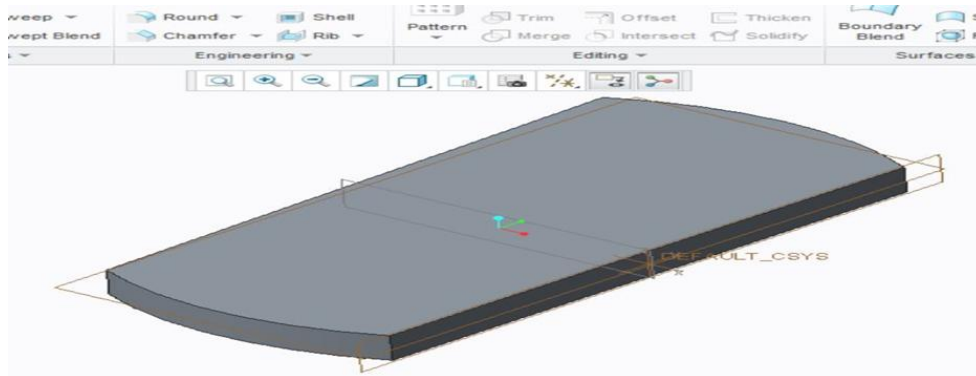 weep Round Shell Pattern Trim Offset Thicken Boundary Blend
wept Blend Chamfer Rib Merge Intersect Solidify
Engineering Editing Surfaces
DEFAULT_CSYS
x